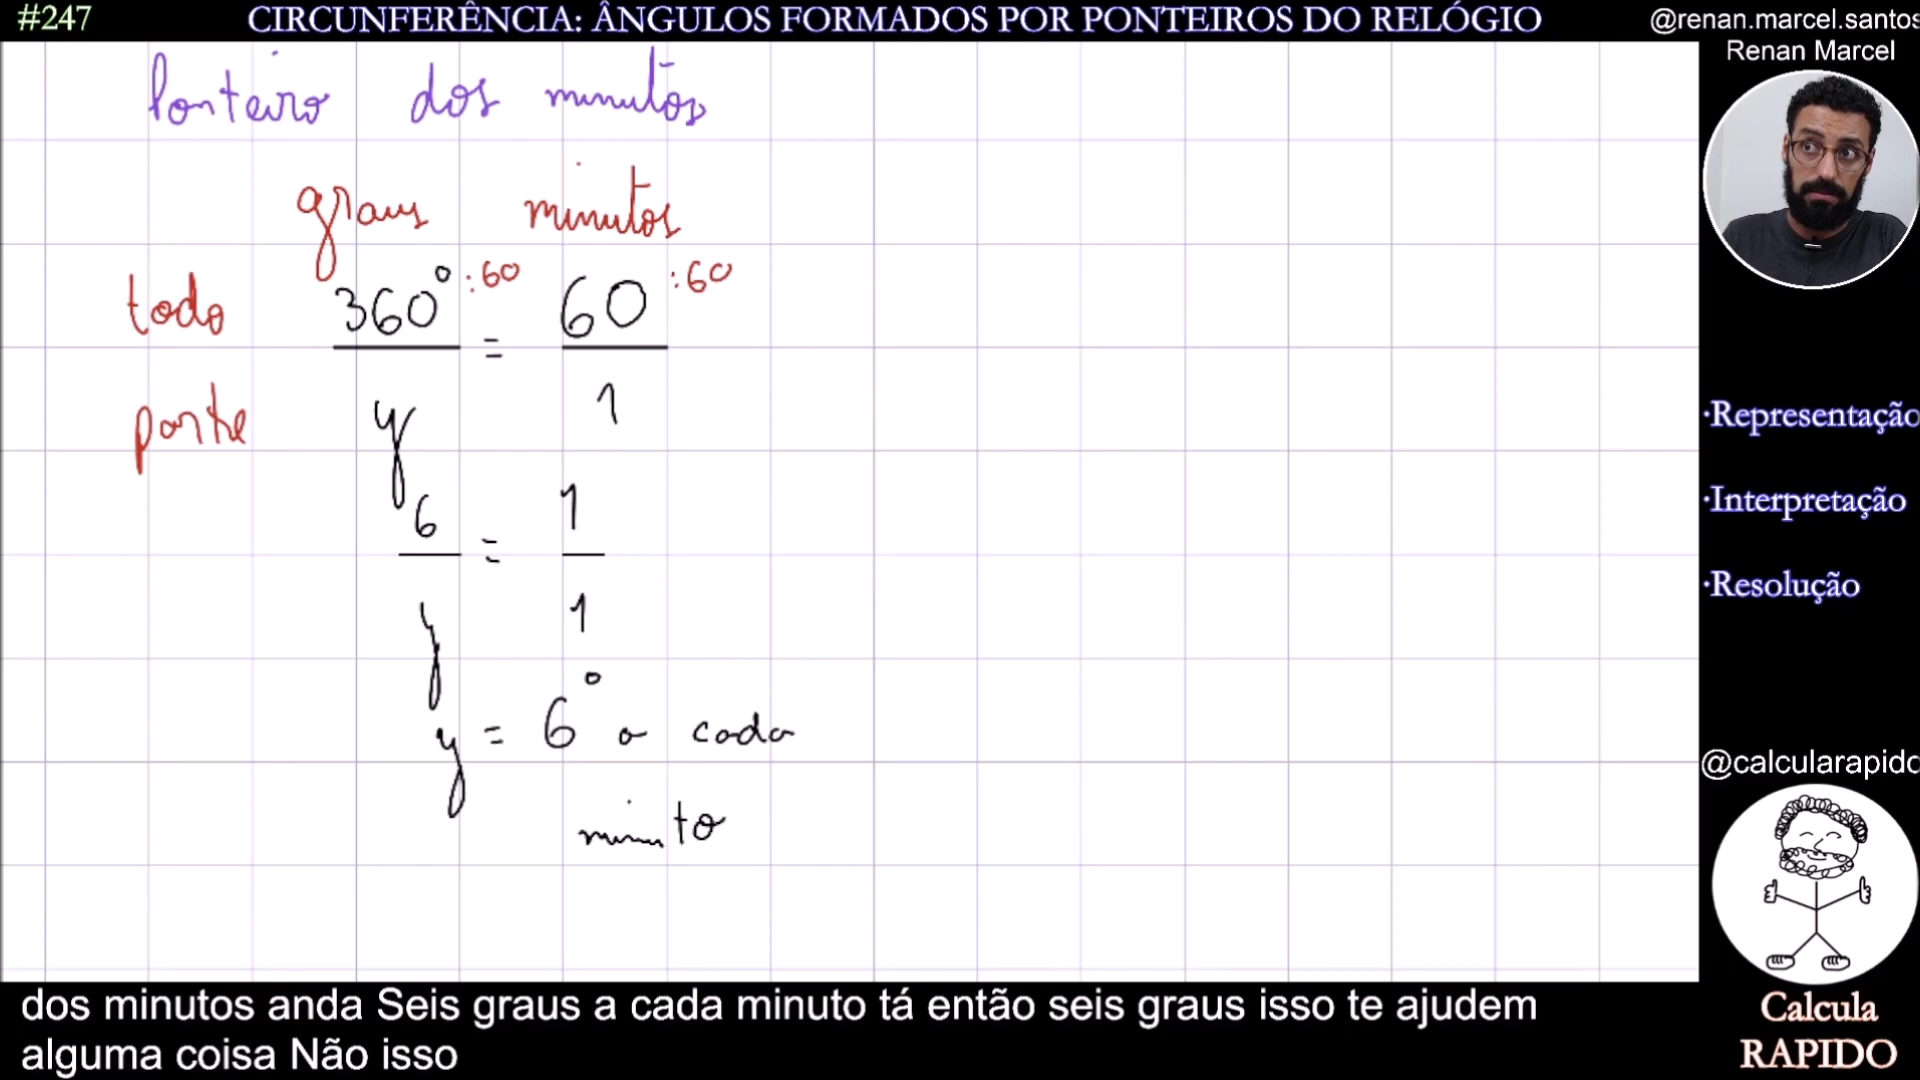 #247
CIRCUNFERÊNCIA: ÂNGULOS FORMADOS POR PONTEIROS DO RELÓGIO
@renan.marcel.santos
Renan Marcel
Ponteiro dos minutos
graus minutos
todo 360° :60 = 60 :60
parte y 1
6 = 1
y 1
y = 6° a cada
minuto
·Representação
·Interpretação
·Resolução
@calcularapido
Calcula
RAPIDO
dos minutos anda Seis graus a cada minuto tá então seis graus isso te ajudem
alguma coisa Não isso